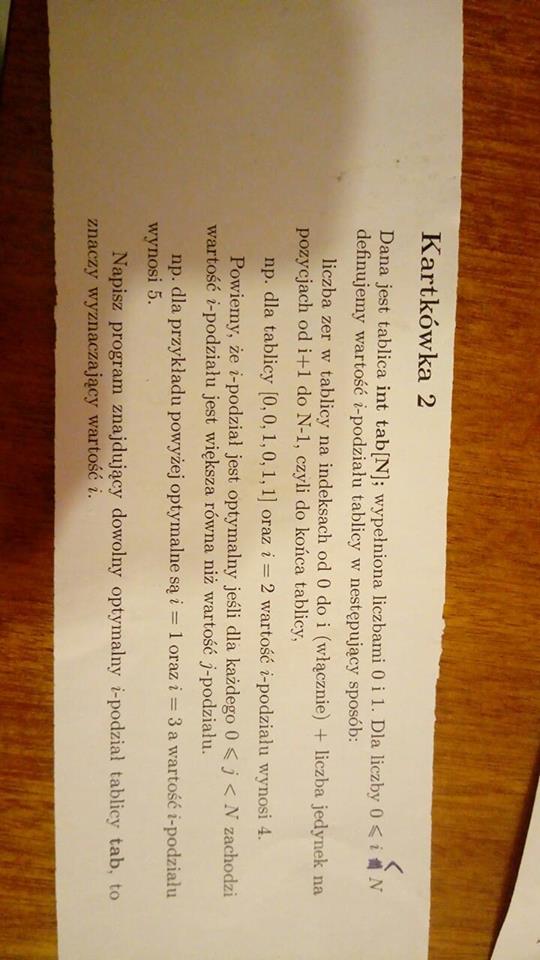 Kartkówka 2
Dana jest tablica int tab[N]; wypełniona liczbami 0 i 1. Dla liczby 0 ⩽ i < N
definujemy wartość i-podziału tablicy w nestępujący sposób:
liczba zer w tablicy na indeksach od 0 do i (włącznie) + liczba jedynek na
pozycjach od i+1 do N-1, czyli do końca tablicy,
np. dla tablicy [0, 0, 1, 0, 1, 1] oraz i = 2 wartość i-podziału wynosi 4.
Powiemy, że i-podział jest optymalny jeśli dla każdego 0 ⩽ j < N zachodzi
wartość i-podziału jest większa równa niż wartość j-podziału.
np. dla przykładu powyżej optymalne są i = 1 oraz i = 3 a wartość i-podziału
wynosi 5.
Napisz program znajdujący dowolny optymalny i-podział tablicy tab, to
znaczy wyznaczający wartość i.